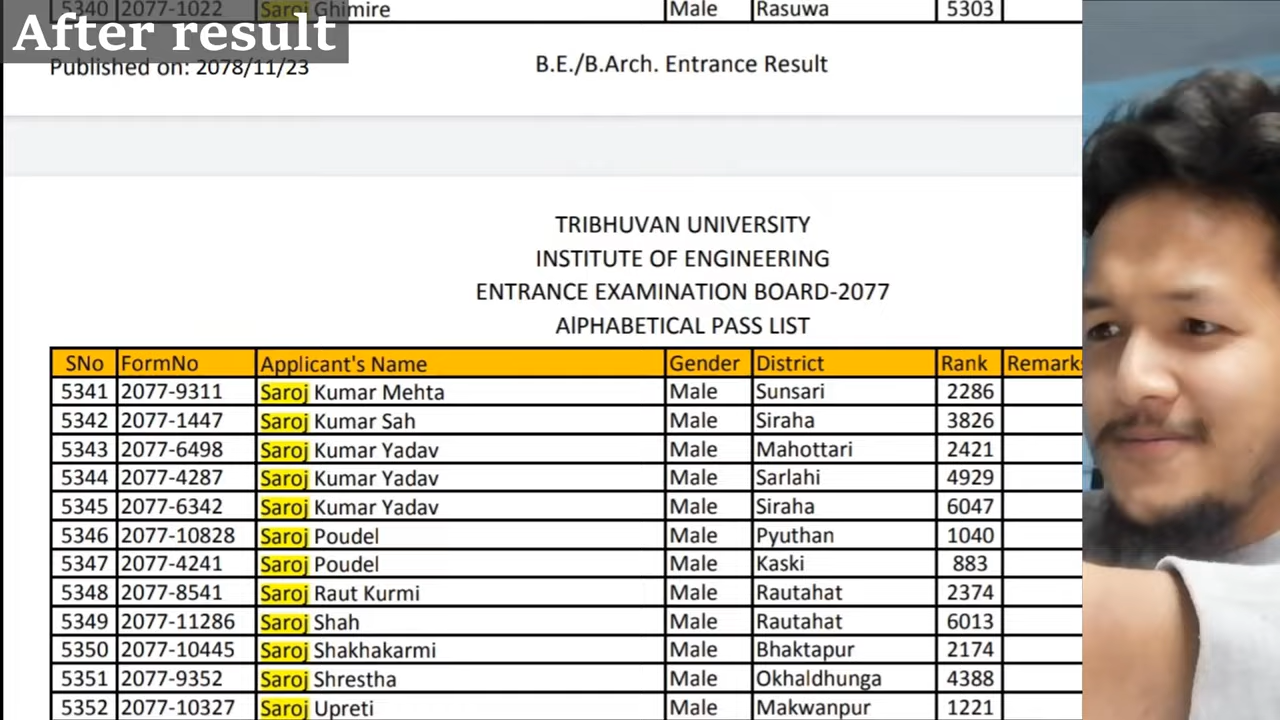 5340 2077-1022 Saroj Ghimire Male Rasuwa 5303
After result
Published on: 2078/11/23 B.E./B.Arch. Entrance Result
TRIBHUVAN UNIVERSITY
INSTITUTE OF ENGINEERING
ENTRANCE EXAMINATION BOARD-2077
AlPHABETICAL PASS LIST
SNo FormNo Applicant's Name Gender District Rank Remarks
5341 2077-9311 Saroj Kumar Mehta Male Sunsari 2286
5342 2077-1447 Saroj Kumar Sah Male Siraha 3826
5343 2077-6498 Saroj Kumar Yadav Male Mahottari 2421
5344 2077-4287 Saroj Kumar Yadav Male Sarlahi 4929
5345 2077-6342 Saroj Kumar Yadav Male Siraha 6047
5346 2077-10828 Saroj Poudel Male Pyuthan 1040
5347 2077-4241 Saroj Poudel Male Kaski 883
5348 2077-8541 Saroj Raut Kurmi Male Rautahat 2374
5349 2077-11286 Saroj Shah Male Rautahat 6013
5350 2077-10445 Saroj Shakhakarmi Male Bhaktapur 2174
5351 2077-9352 Saroj Shrestha Male Okhaldhunga 4388
5352 2077-10327 Saroj Upreti Male Makwanpur 1221